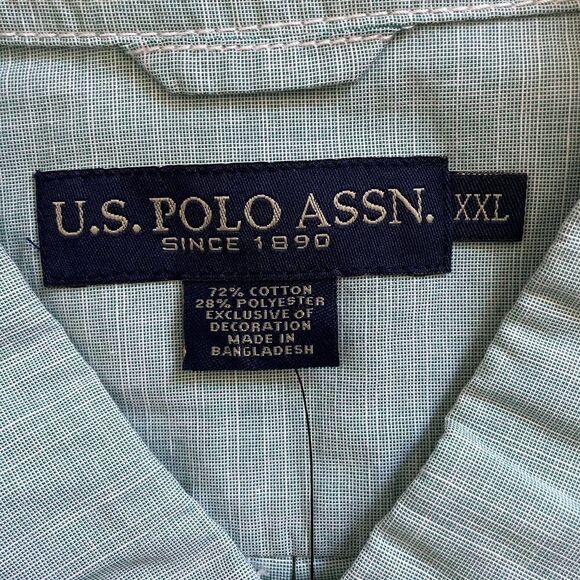 U.S. POLO ASSN.
SINCE 1890
XXL
72% COTTON
28% POLYESTER
EXCLUSIVE OF
DECORATION
MADE IN
BANGLADESH